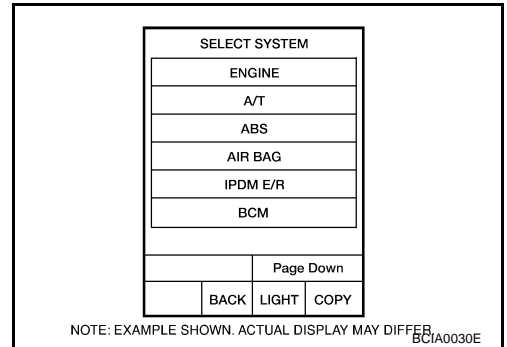 SELECT SYSTEM
ENGINE
A/T
ABS
AIR BAG
IPDM E/R
BCM
Page Down
BACK LIGHT COPY
NOTE: EXAMPLE SHOWN. ACTUAL DISPLAY MAY DIFFER.
BCIA0030E